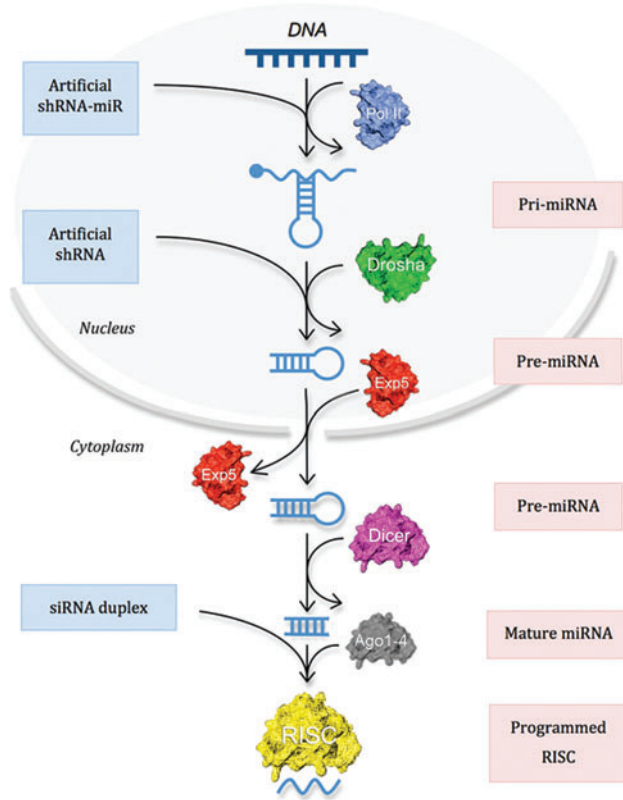 DNA
Artificial
shRNA-miR
Pol II
Pri-miRNA
Artificial
shRNA
Drosha
Nucleus
Exp5
Pre-miRNA
Cytoplasm
Exp5
Pre-miRNA
Dicer
siRNA duplex
Ago1-4
Mature miRNA
RISC
Programmed
RISC